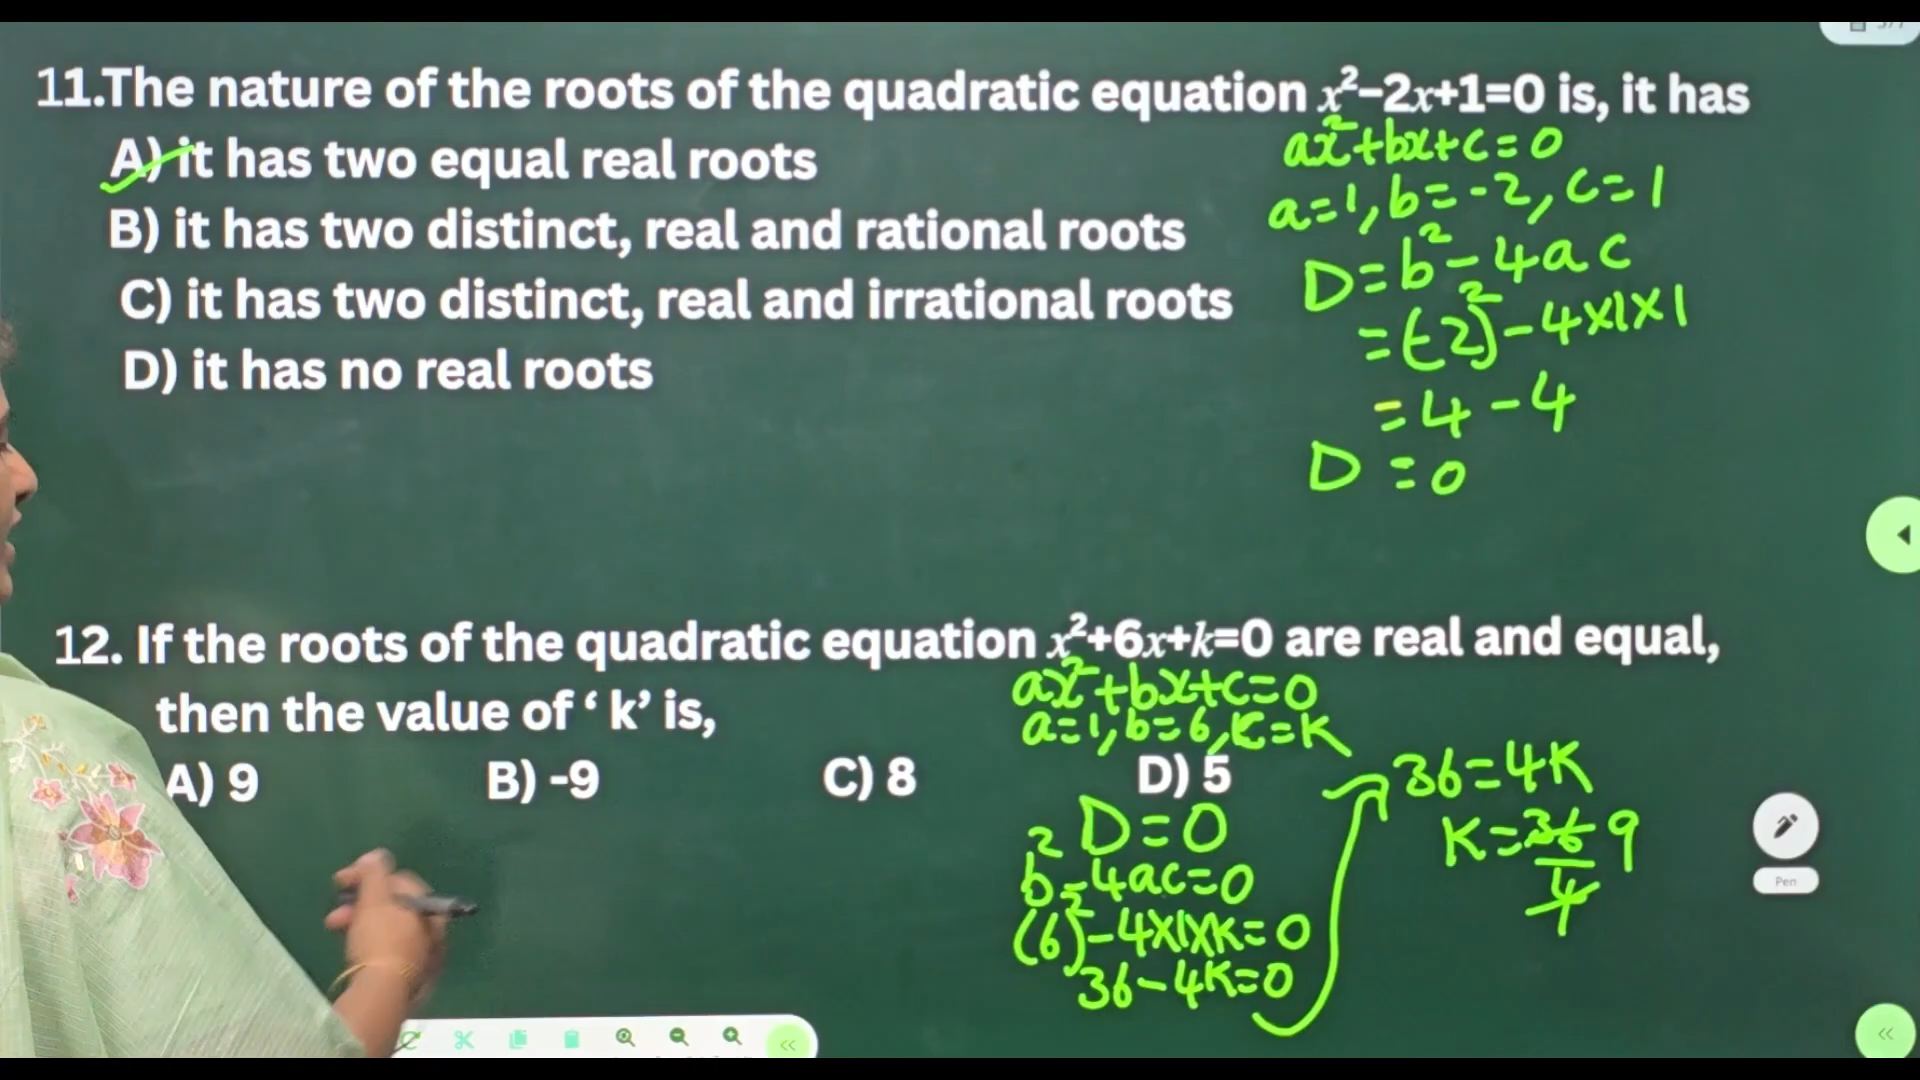 11.The nature of the roots of the quadratic equation x²−2x+1=0 is, it has
A) it has two equal real roots
B) it has two distinct, real and rational roots
C) it has two distinct, real and irrational roots
D) it has no real roots
ax²+bx+c=0
a=1, b=-2, c=1
D=b²-4ac
=(-2)²-4×1×1
=4-4
D=0
12. If the roots of the quadratic equation x²+6x+k=0 are real and equal,
then the value of ‘ k’ is,
A) 9 B) -9 C) 8 D) 5
ax²+bx+c=0
a=1, b=6, c=K
D=0
b²-4ac=0
(6)²-4×1×K=0
36-4K=0
36=4K
K=36/4 9
Pen